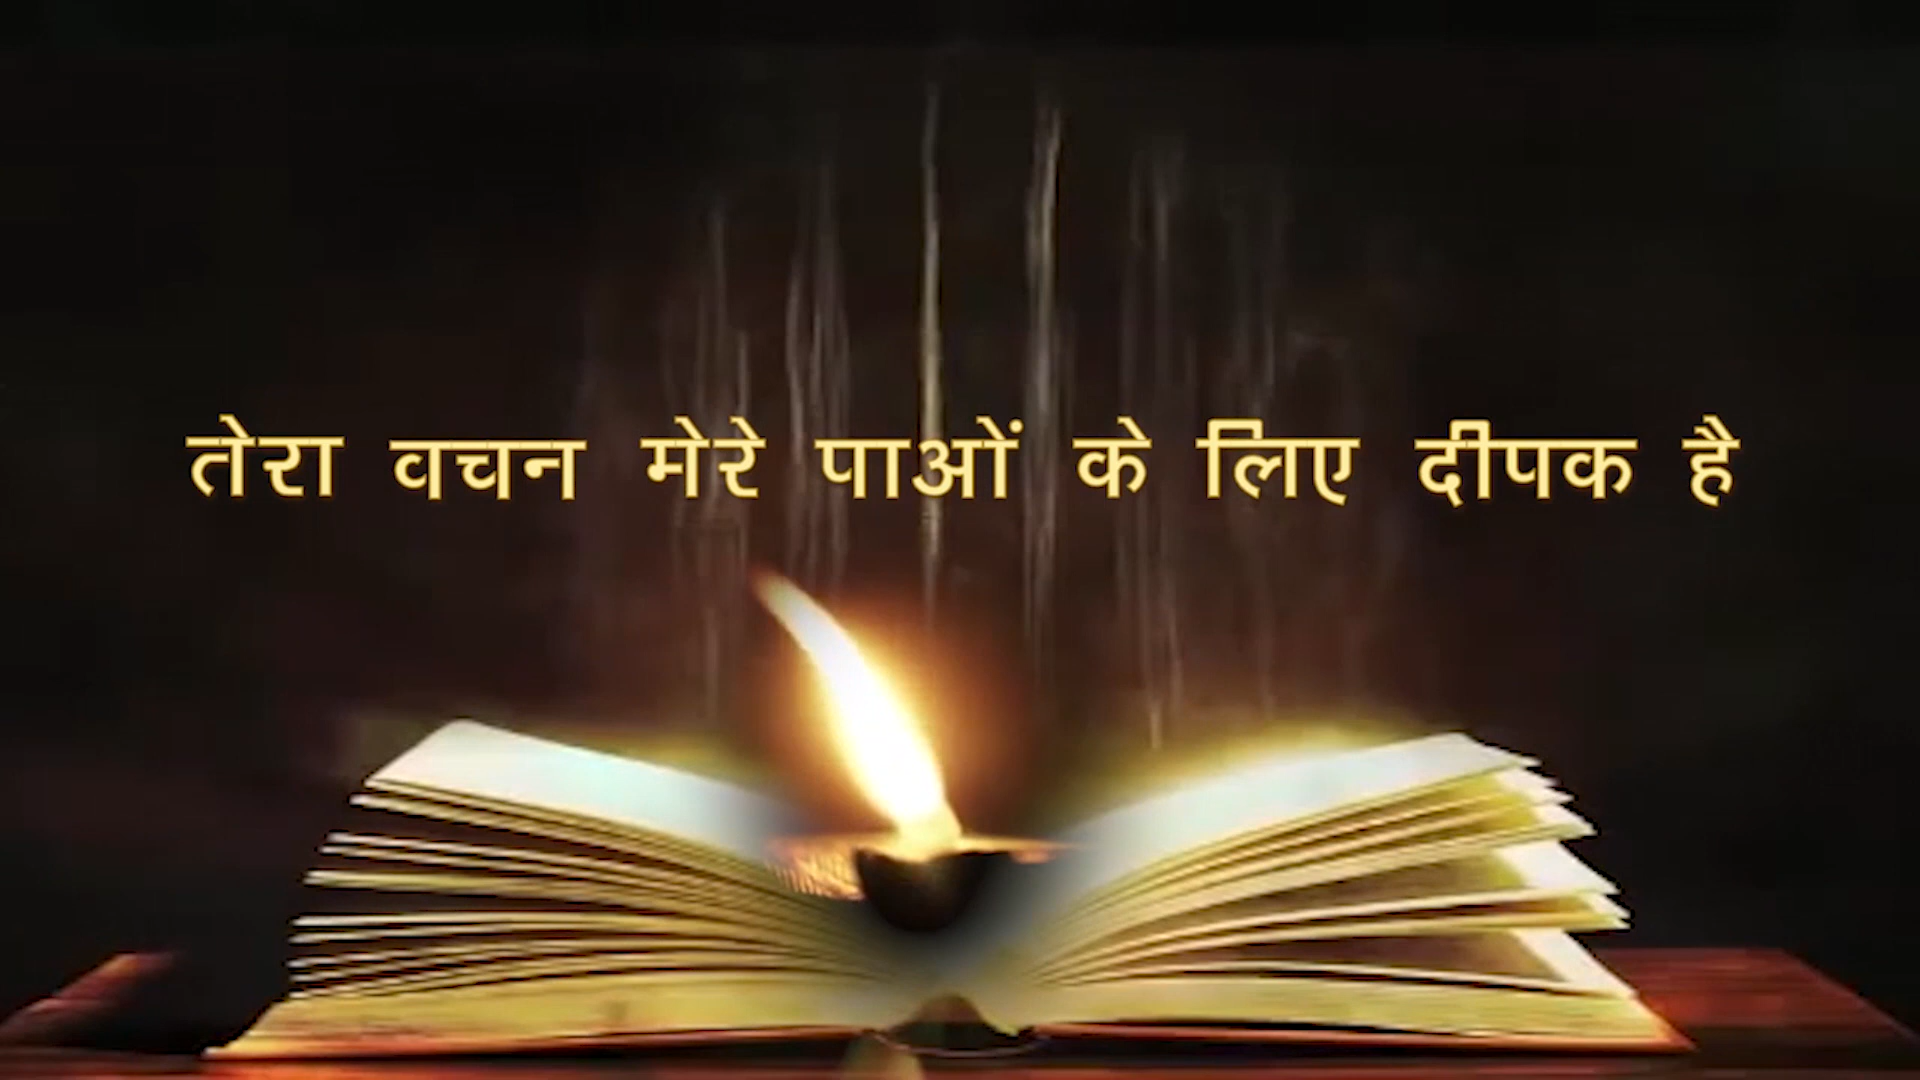 तेरा वचन मेरे पाओं के लिए दीपक है